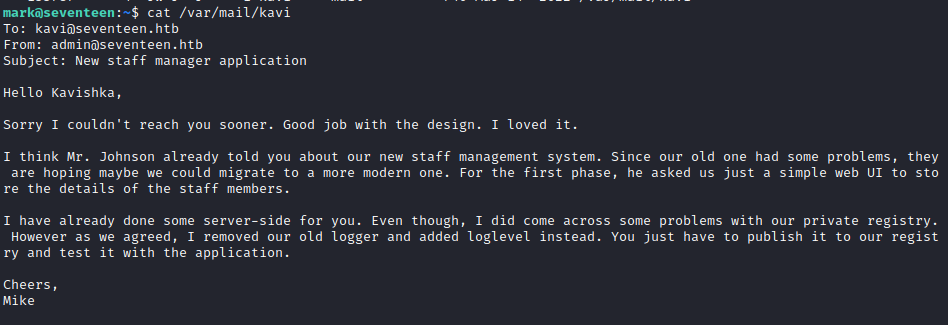 mark@seventeen:~$ cat /var/mail/kavi
To: kavi@seventeen.htb
From: admin@seventeen.htb
Subject: New staff manager application

Hello Kavishka,

Sorry I couldn't reach you sooner. Good job with the design. I loved it.

I think Mr. Johnson already told you about our new staff management system. Since our old one had some problems, they
 are hoping maybe we could migrate to a more modern one. For the first phase, he asked us just a simple web UI to sto
re the details of the staff members.

I have already done some server-side for you. Even though, I did come across some problems with our private registry.
 However as we agreed, I removed our old logger and added loglevel instead. You just have to publish it to our regist
ry and test it with the application.

Cheers,
Mike